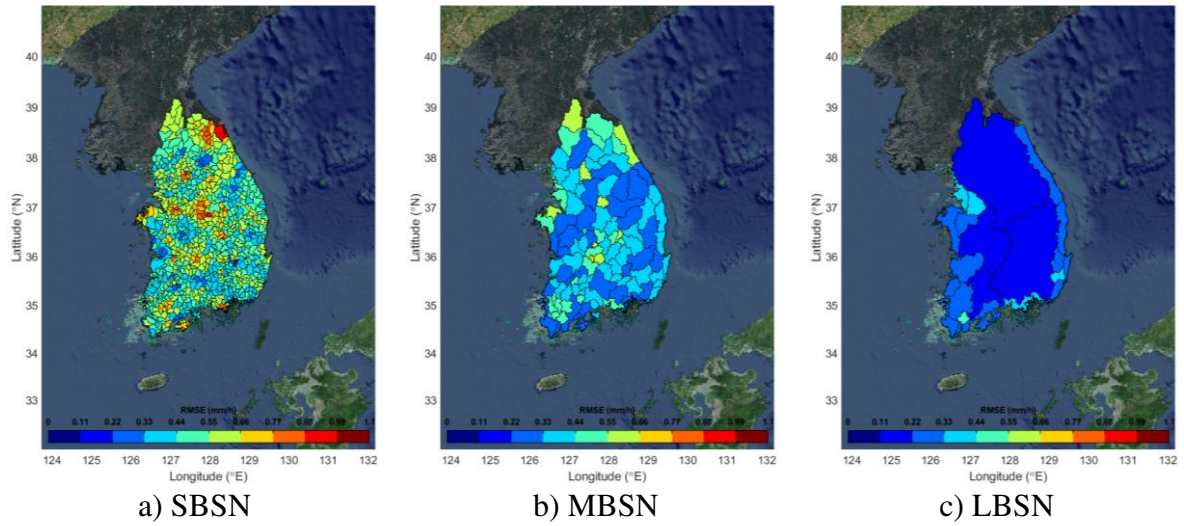 40
39
38
37
36
35
34
33
Latitude (°N)
RMSE (mm/h)
0 0.11 0.22 0.33 0.44 0.55 0.66 0.77 0.88 0.99 1.1
124 125 126 127 128 129 130 131 132
Longitude (°E)
a) SBSN
40
39
38
37
36
35
34
33
Latitude (°N)
RMSE (mm/h)
0 0.11 0.22 0.33 0.44 0.55 0.66 0.77 0.88 0.99 1.1
124 125 126 127 128 129 130 131 132
Longitude (°E)
b) MBSN
40
39
38
37
36
35
34
33
Latitude (°N)
RMSE (mm/h)
0 0.11 0.22 0.33 0.44 0.55 0.66 0.77 0.88 0.99 1.1
124 125 126 127 128 129 130 131 132
Longitude (°E)
c) LBSN